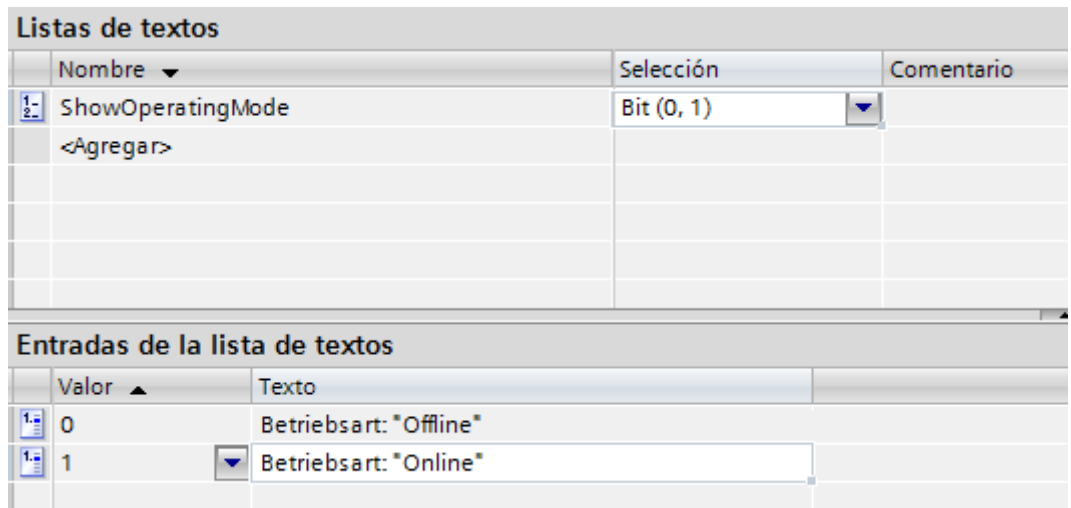 Listas de textos
Nombre Selección Comentario
ShowOperatingMode Bit (0, 1)
<Agregar>
Entradas de la lista de textos
Valor Texto
0 Betriebsart: "Offline"
1 Betriebsart: "Online"